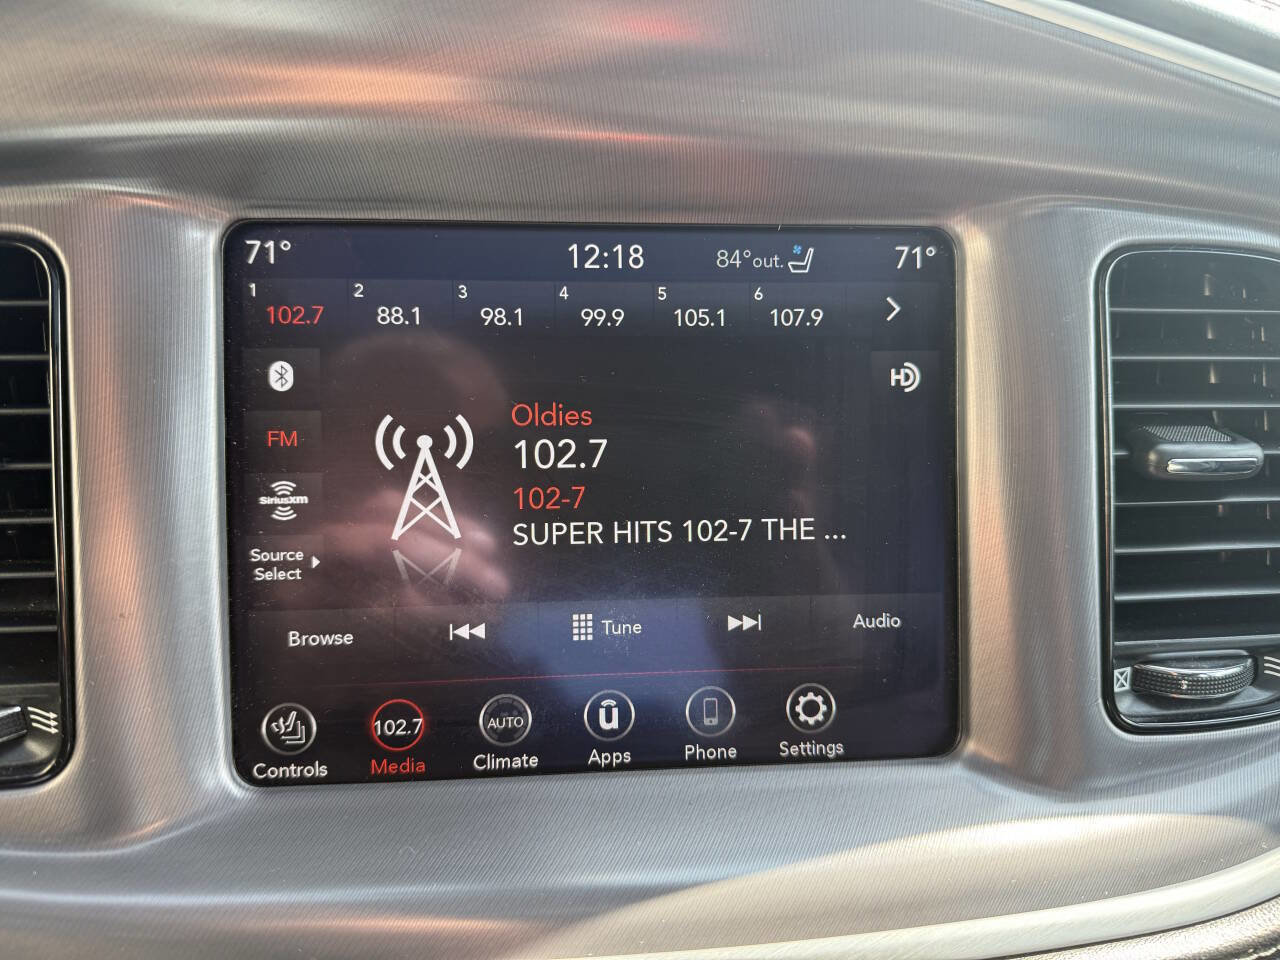 71° 12:18 84°out. 71°
1 2 3 4 5 6
102.7 88.1 98.1 99.9 105.1 107.9
HD
FM
Oldies
102.7
102-7
SUPER HITS 102-7 THE ...
SiriusXM
Source
Select
Browse Tune Audio
102.7 AUTO ü
Controls Media Climate Apps Phone Settings